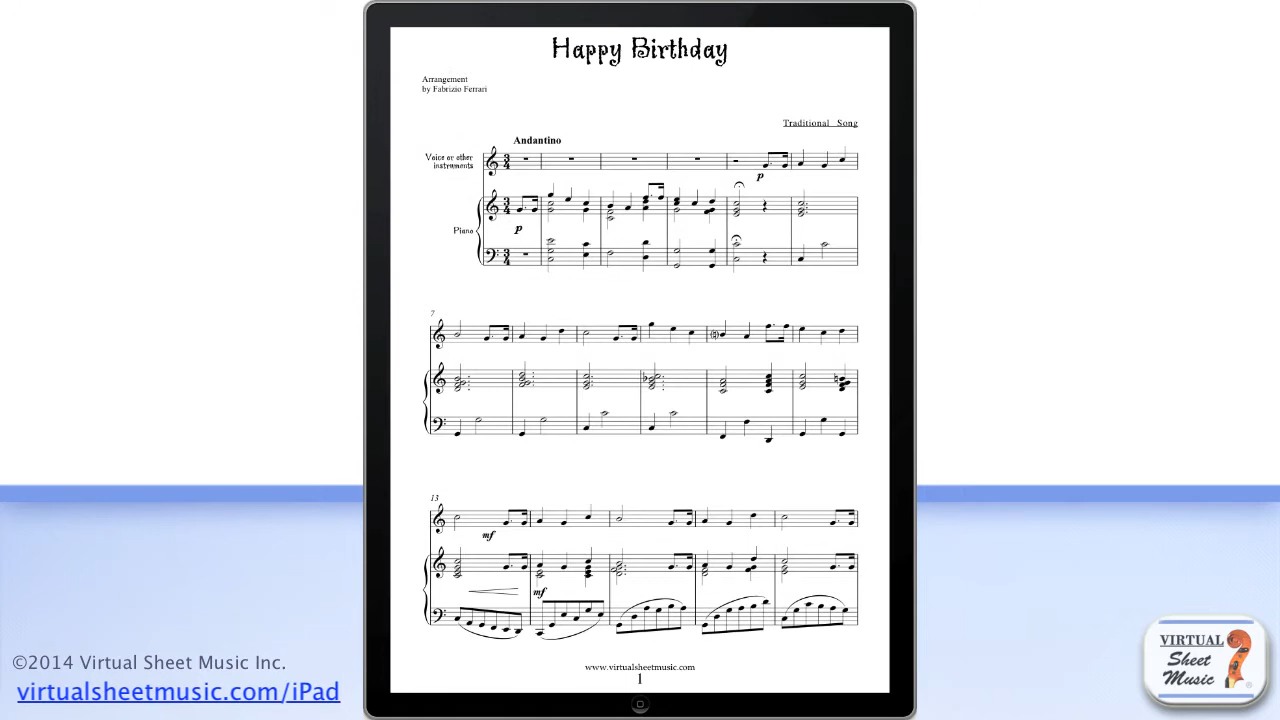 Happy Birthday
Arrangement
by Fabrizio Ferrari
Traditional Song
Andantino
Voice or other
instruments
p
Piano
p
7
13
mf
mf
www.virtualsheetmusic.com
1
©2014 Virtual Sheet Music Inc.
virtualsheetmusic.com/iPad
VIRTUAL
Sheet
Music
®